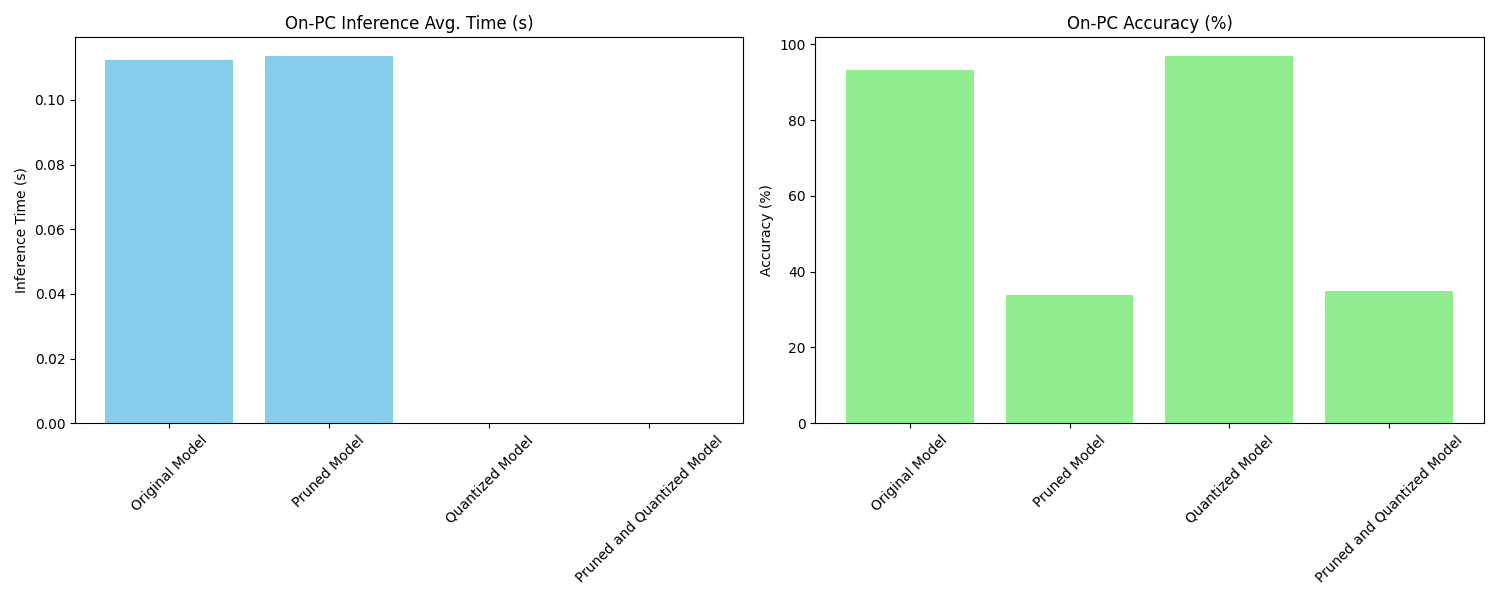 On-PC Inference Avg. Time (s)
Inference Time (s)
0.10
0.08
0.06
0.04
0.02
0.00
Original Model
Pruned Model
Quantized Model
Pruned and Quantized Model
On-PC Accuracy (%)
Accuracy (%)
100
80
60
40
20
0
Original Model
Pruned Model
Quantized Model
Pruned and Quantized Model